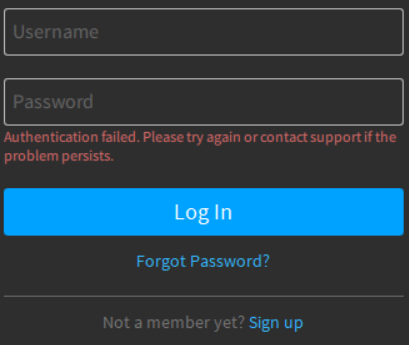 Username
Password
Authentication failed. Please try again or contact support if the
problem persists.
Log In
Forgot Password?
Not a member yet? Sign up